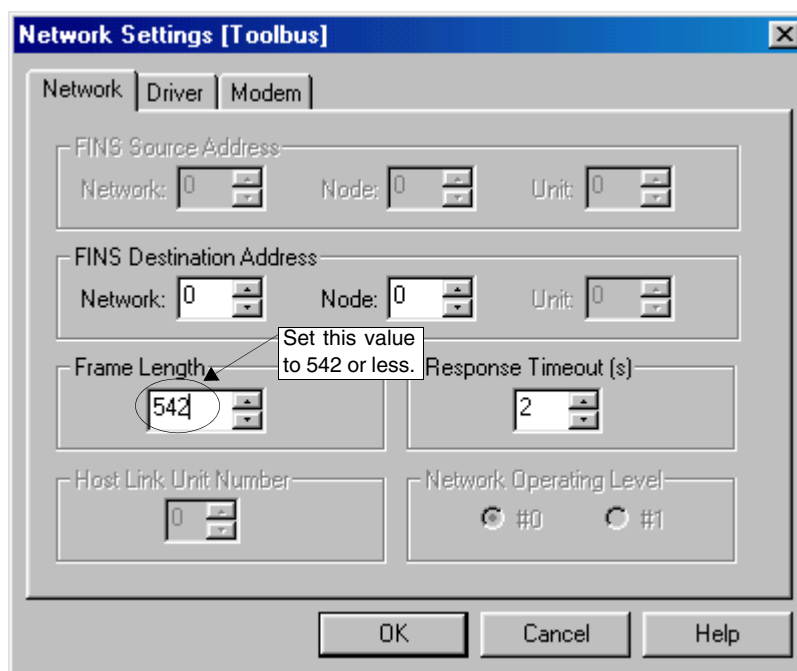 Network Settings [Toolbus]
Network Driver Modem
FINS Source Address
Network: 0 Node: 0 Unit: 0
FINS Destination Address
Network: 0 Node: 0 Unit: 0
Set this value
to 542 or less.
Frame Length Response Timeout (s)
542 2
Host Link Unit Number Network Operating Level
0 #0 #1
OK Cancel Help